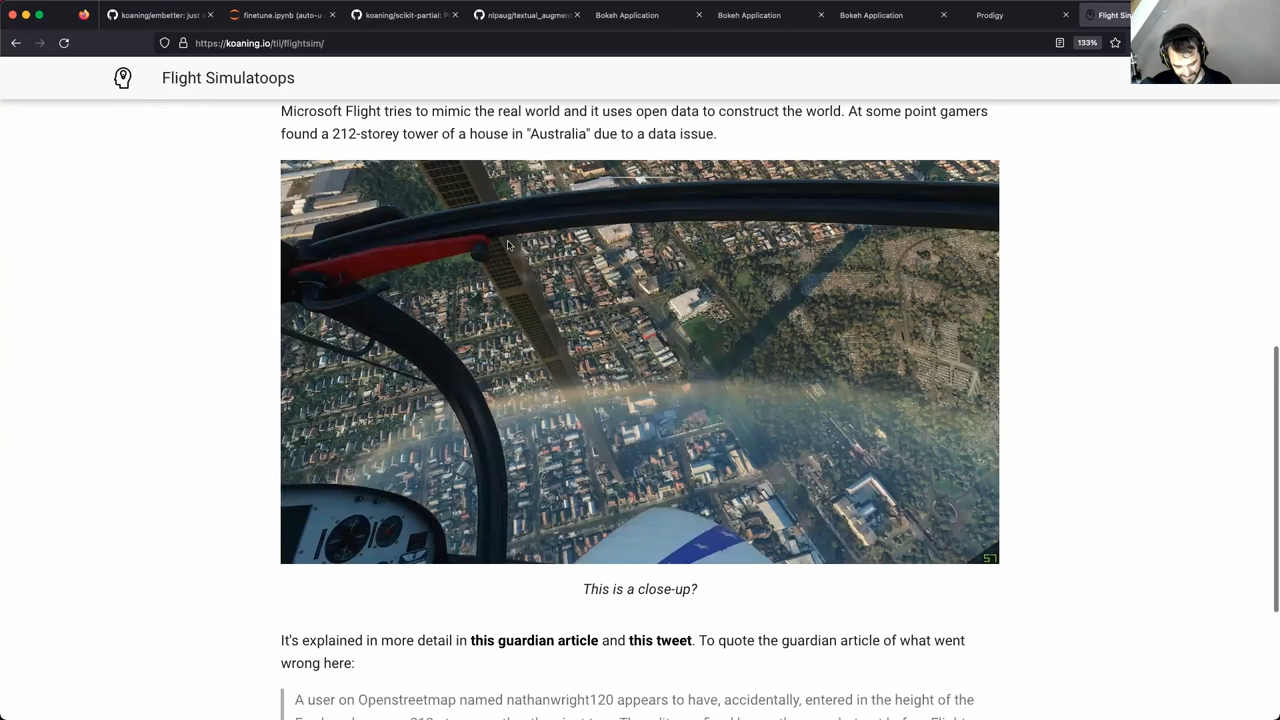 koaning/embetter: just a
finetune.ipynb (auto-u
koaning/scikit-partial: Pi
nlpaug/textual_augmen
Bokeh Application
Bokeh Application
Bokeh Application
Prodigy
Flight Sim
https://koaning.io/til/flightsim/
133%
Flight Simulatoops
Microsoft Flight tries to mimic the real world and it uses open data to construct the world. At some point gamers
found a 212-storey tower of a house in "Australia" due to a data issue.
57
This is a close-up?
It's explained in more detail in this guardian article and this tweet. To quote the guardian article of what went
wrong here:
A user on Openstreetmap named nathanwright120 appears to have, accidentally, entered in the height of the